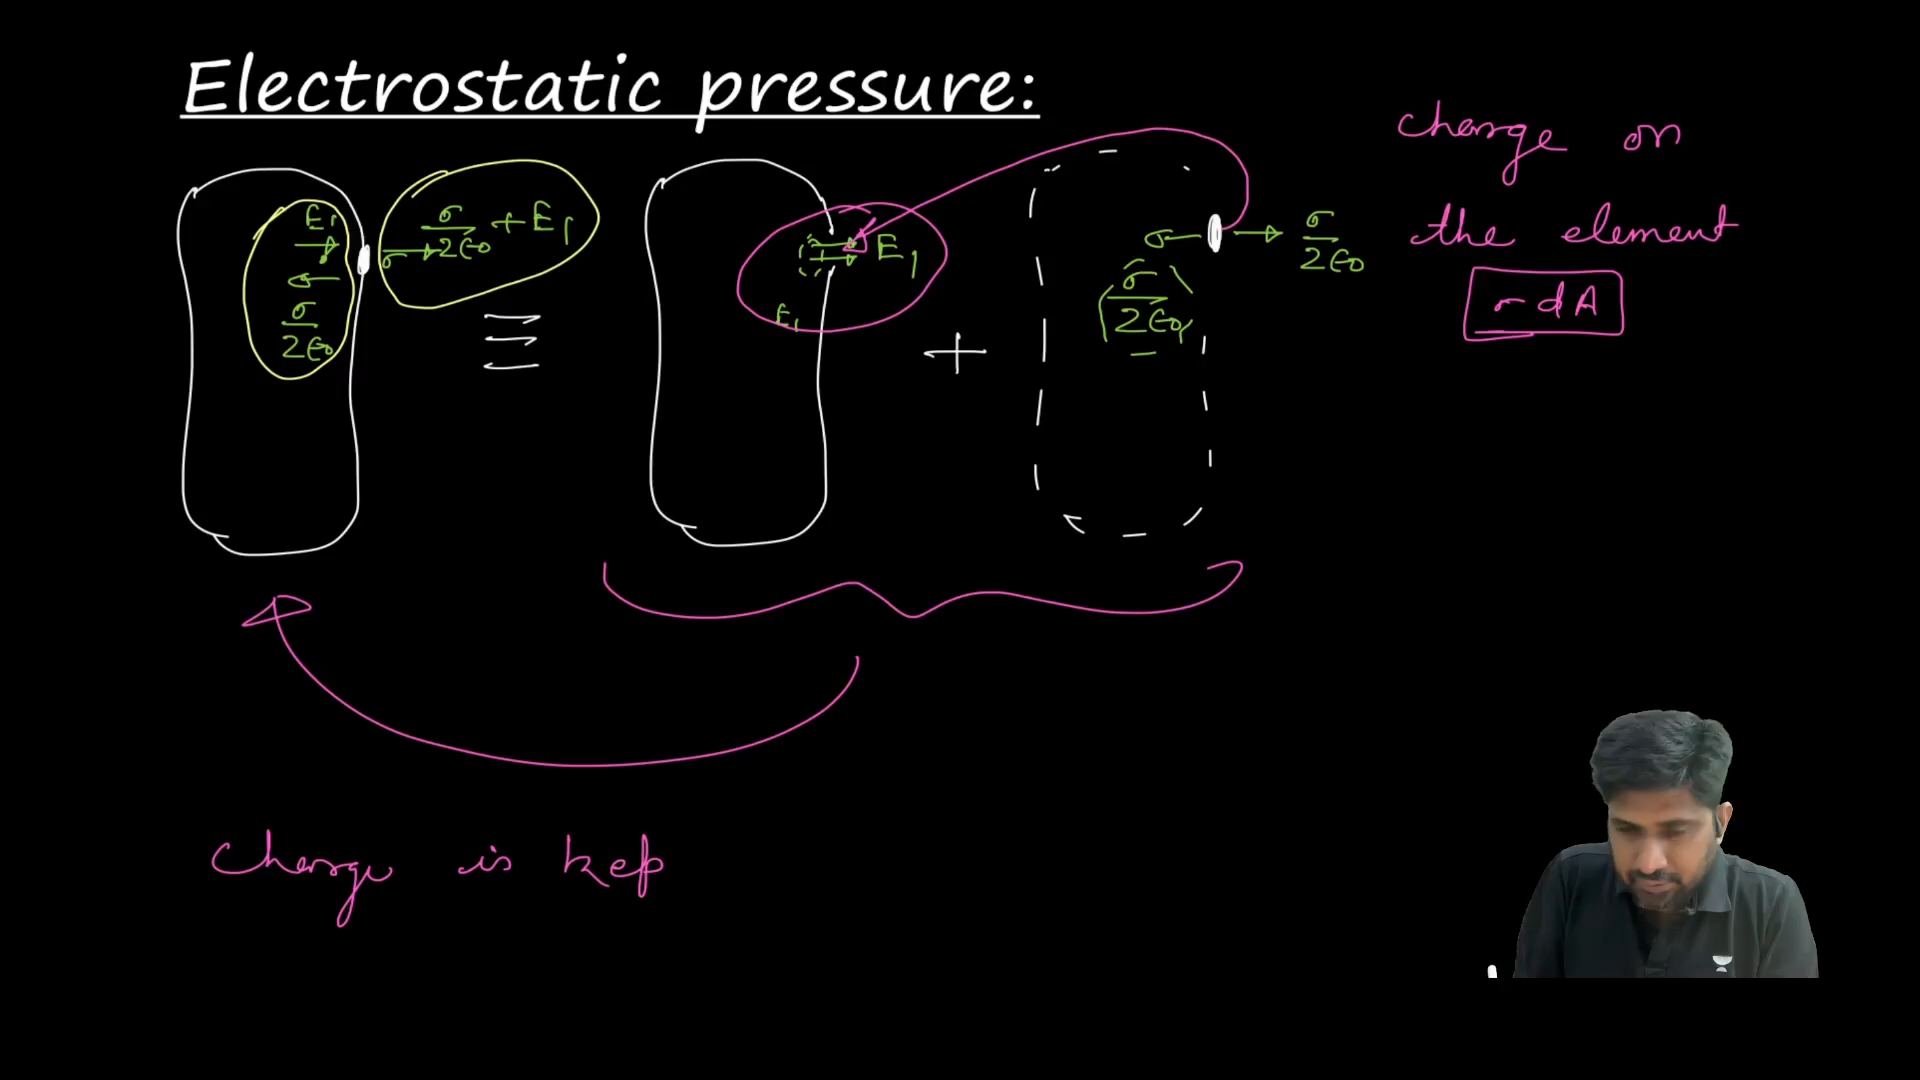 Electrostatic pressure:
charge on
the element
σ dA
E₁
σ/2ε₀
σ/2ε₀ + E₁
≡
E₁
E₁
+
σ/2ε₀
σ/2ε₀
charge is kep